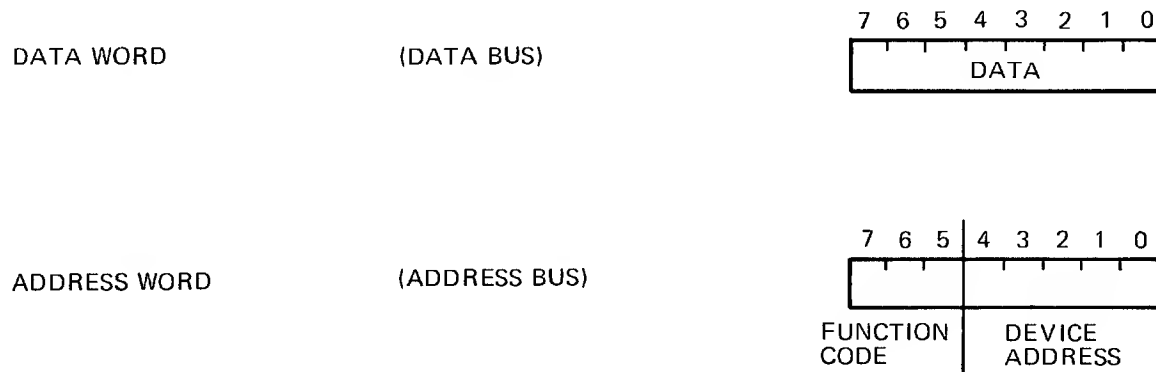 7 6 5 4 3 2 1 0
DATA WORD (DATA BUS) DATA
7 6 5 4 3 2 1 0
ADDRESS WORD (ADDRESS BUS)
FUNCTION DEVICE
CODE ADDRESS